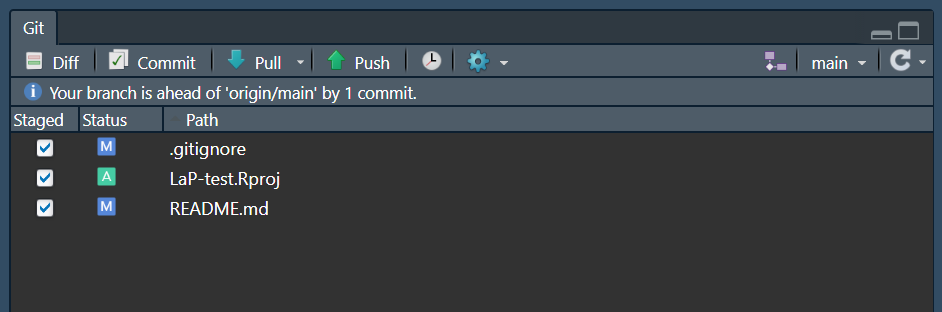 Git
Diff Commit Pull Push main
Your branch is ahead of 'origin/main' by 1 commit.
Staged Status Path
M .gitignore
A LaP-test.Rproj
M README.md